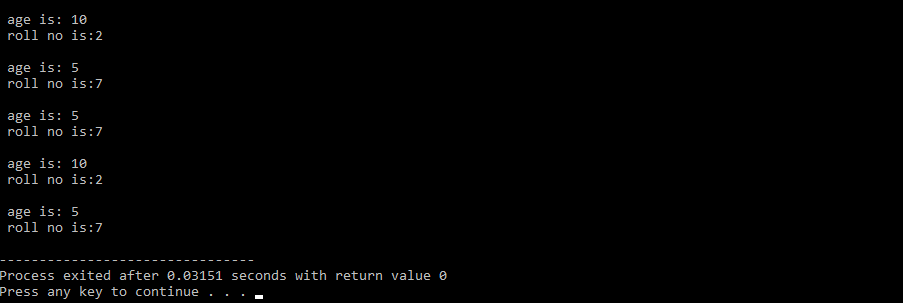 age is: 10
roll no is:2
age is: 5
roll no is:7
age is: 5
roll no is:7
age is: 10
roll no is:2
age is: 5
roll no is:7
--------------------------------
Process exited after 0.03151 seconds with return value 0
Press any key to continue . . .